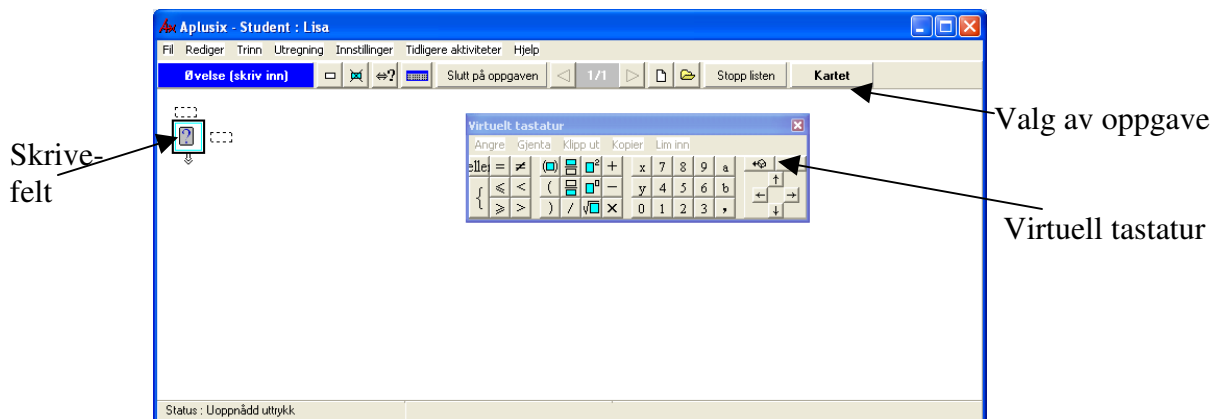 Aplusix - Student : Lisa
Fil Rediger Trinn Utregning Innstillinger Tidligere aktiviteter Hjelp
Øvelse (skriv inn) ⇔? Slutt på oppgaven 1/1 Stopp listen Kartet
Valg av oppgave
Skrive-
felt
?
Virtuelt tastatur
Angre Gjenta Klipp ut Kopier Lim inn
eller = ≠ (□) □² + x 7 8 9 a
{ ⩽ < ( □□ − y 4 5 6 b ↑
⩾ > ) / √□ × 0 1 2 3 , ← → ↓
Virtuell tastatur
Status : Uoppnådd uttrykk